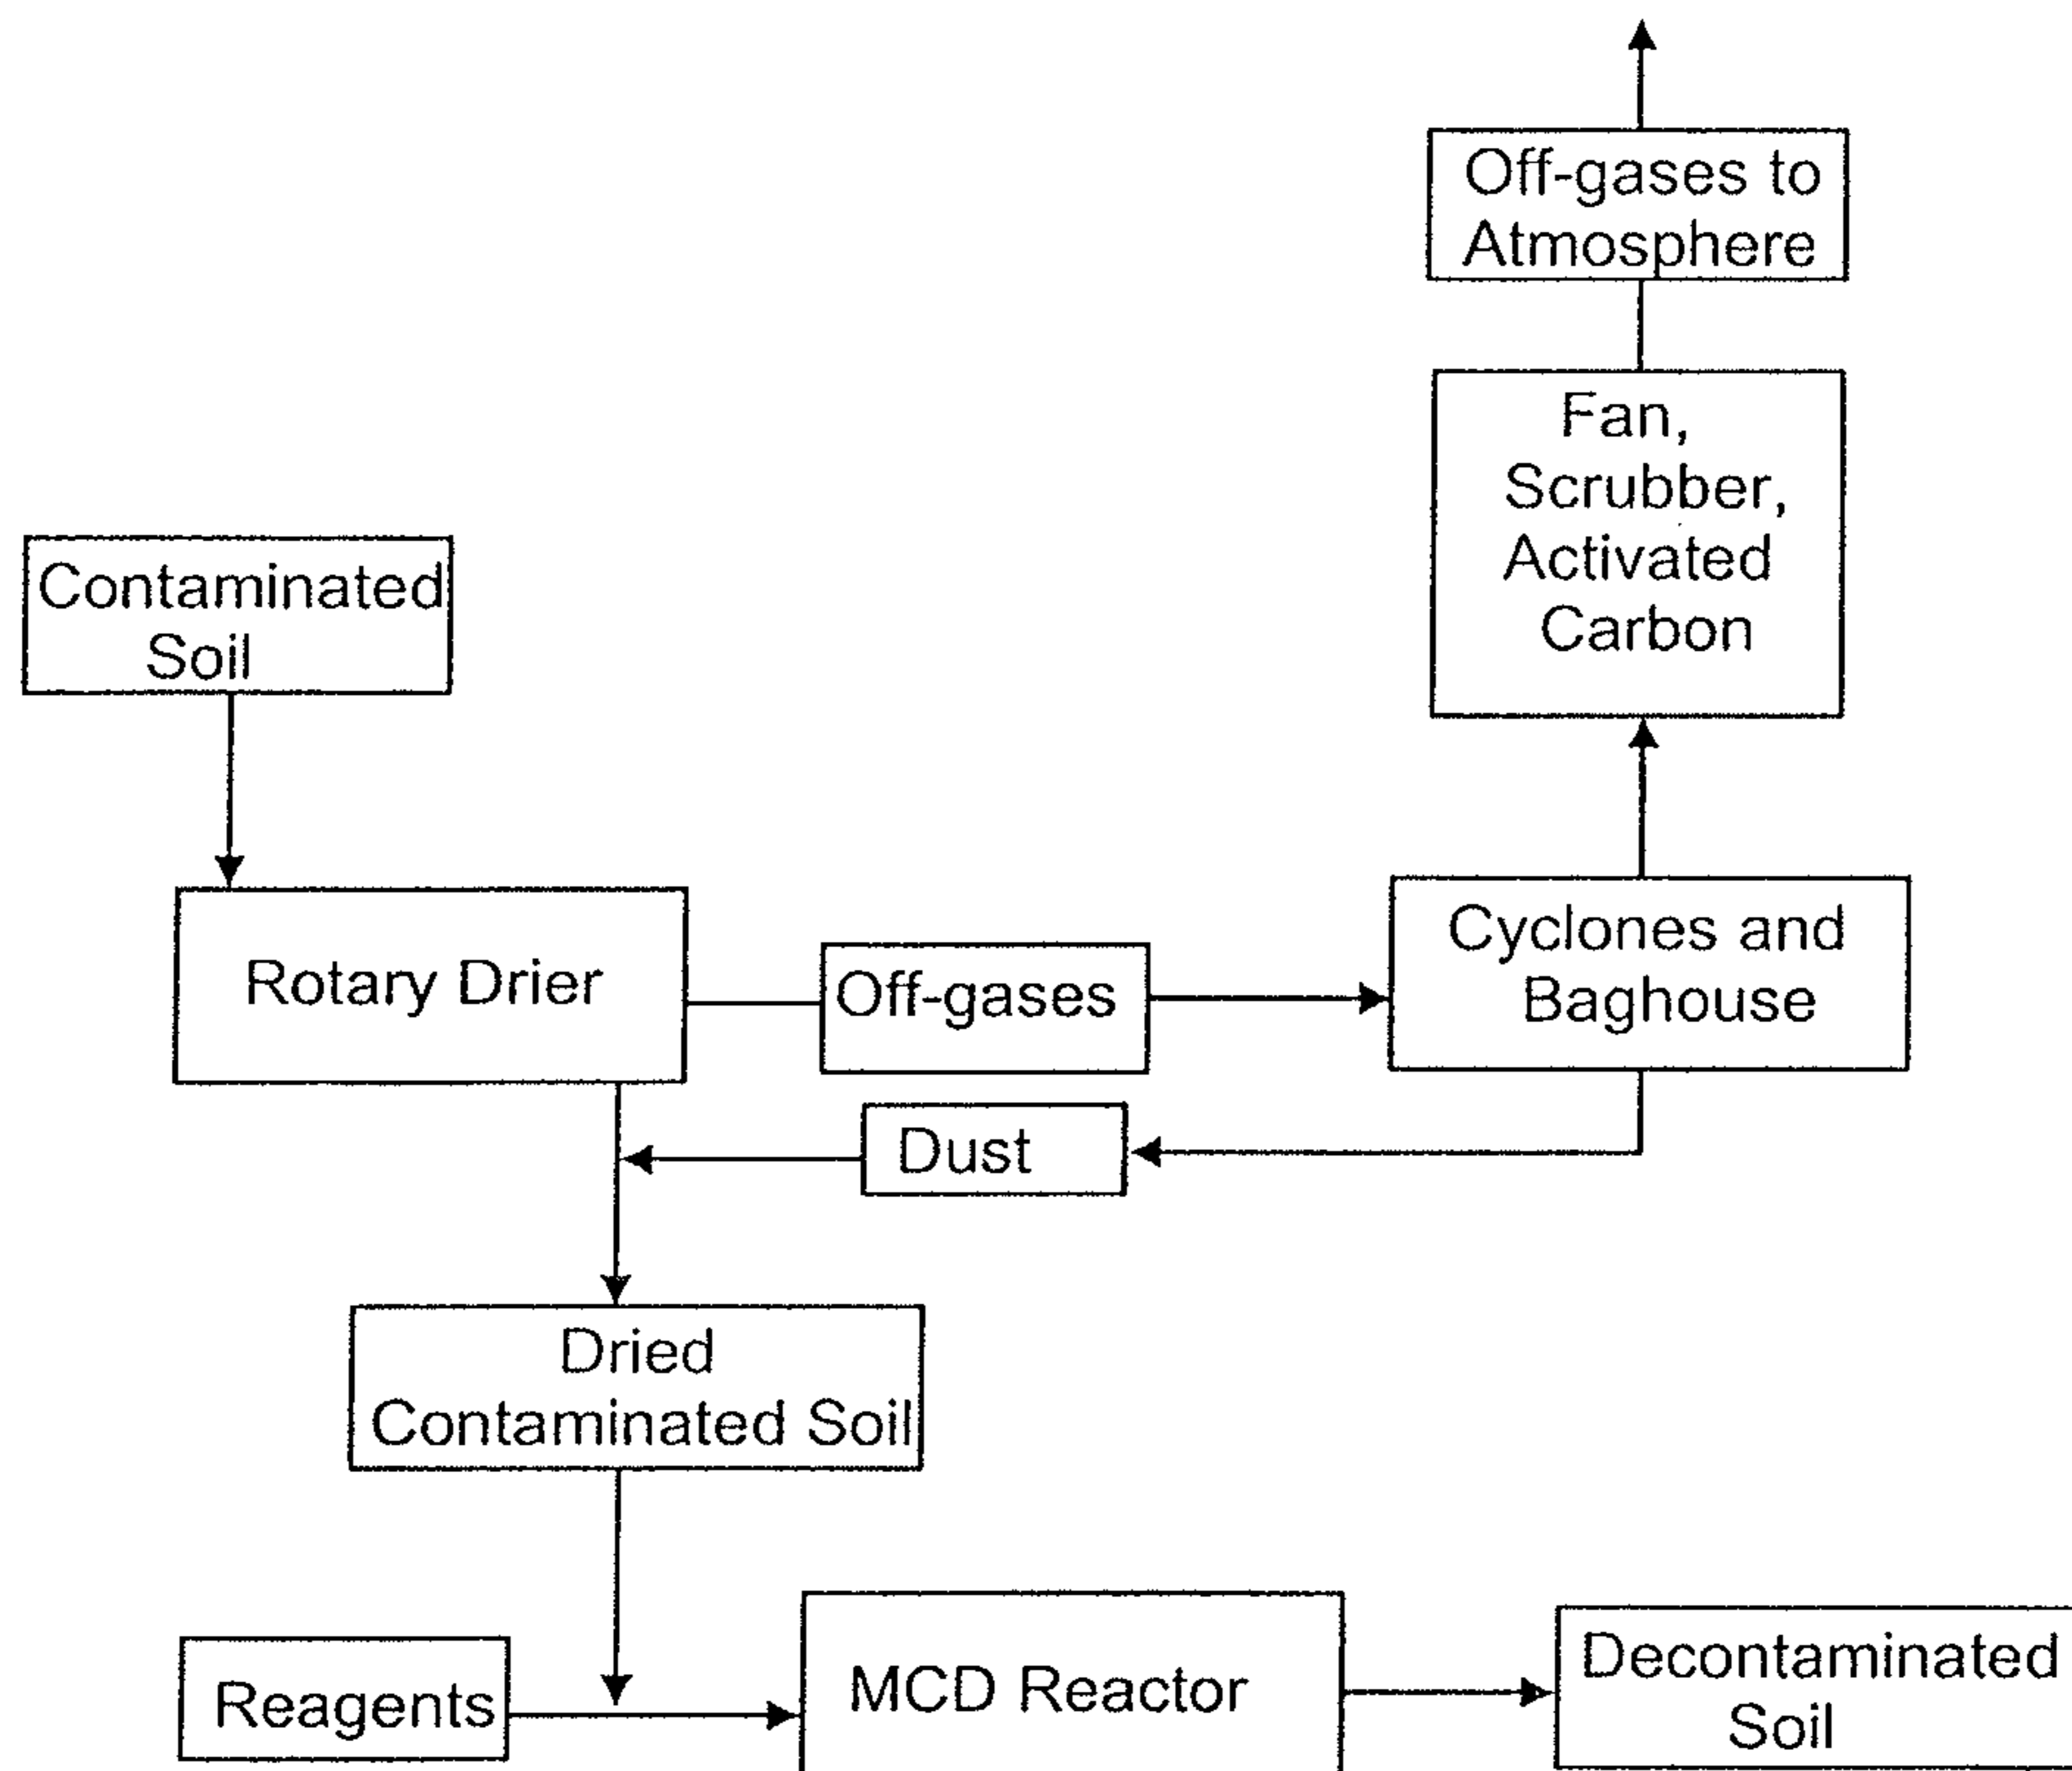 Off-gases to
Atmosphere
Fan,
Scrubber,
Activated
Carbon
Contaminated
Soil
Rotary Drier
Off-gases
Cyclones and
Baghouse
Dust
Dried
Contaminated Soil
Reagents
MCD Reactor
Decontaminated
Soil